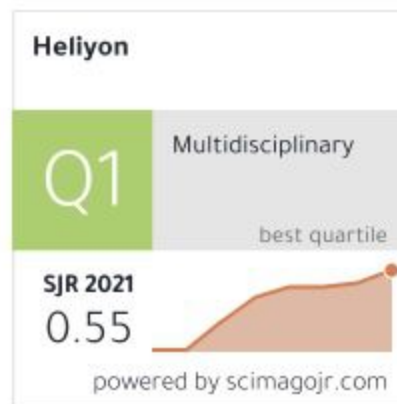 Heliyon
Q1
Multidisciplinary
best quartile
SJR 2021
0.55
powered by scimagojr.com